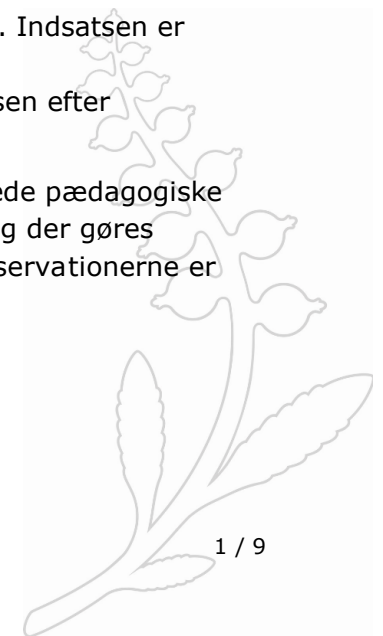 . Indsatsen er
sen efter
ede pædagogiske
g der gøres
servationerne er
1 / 9